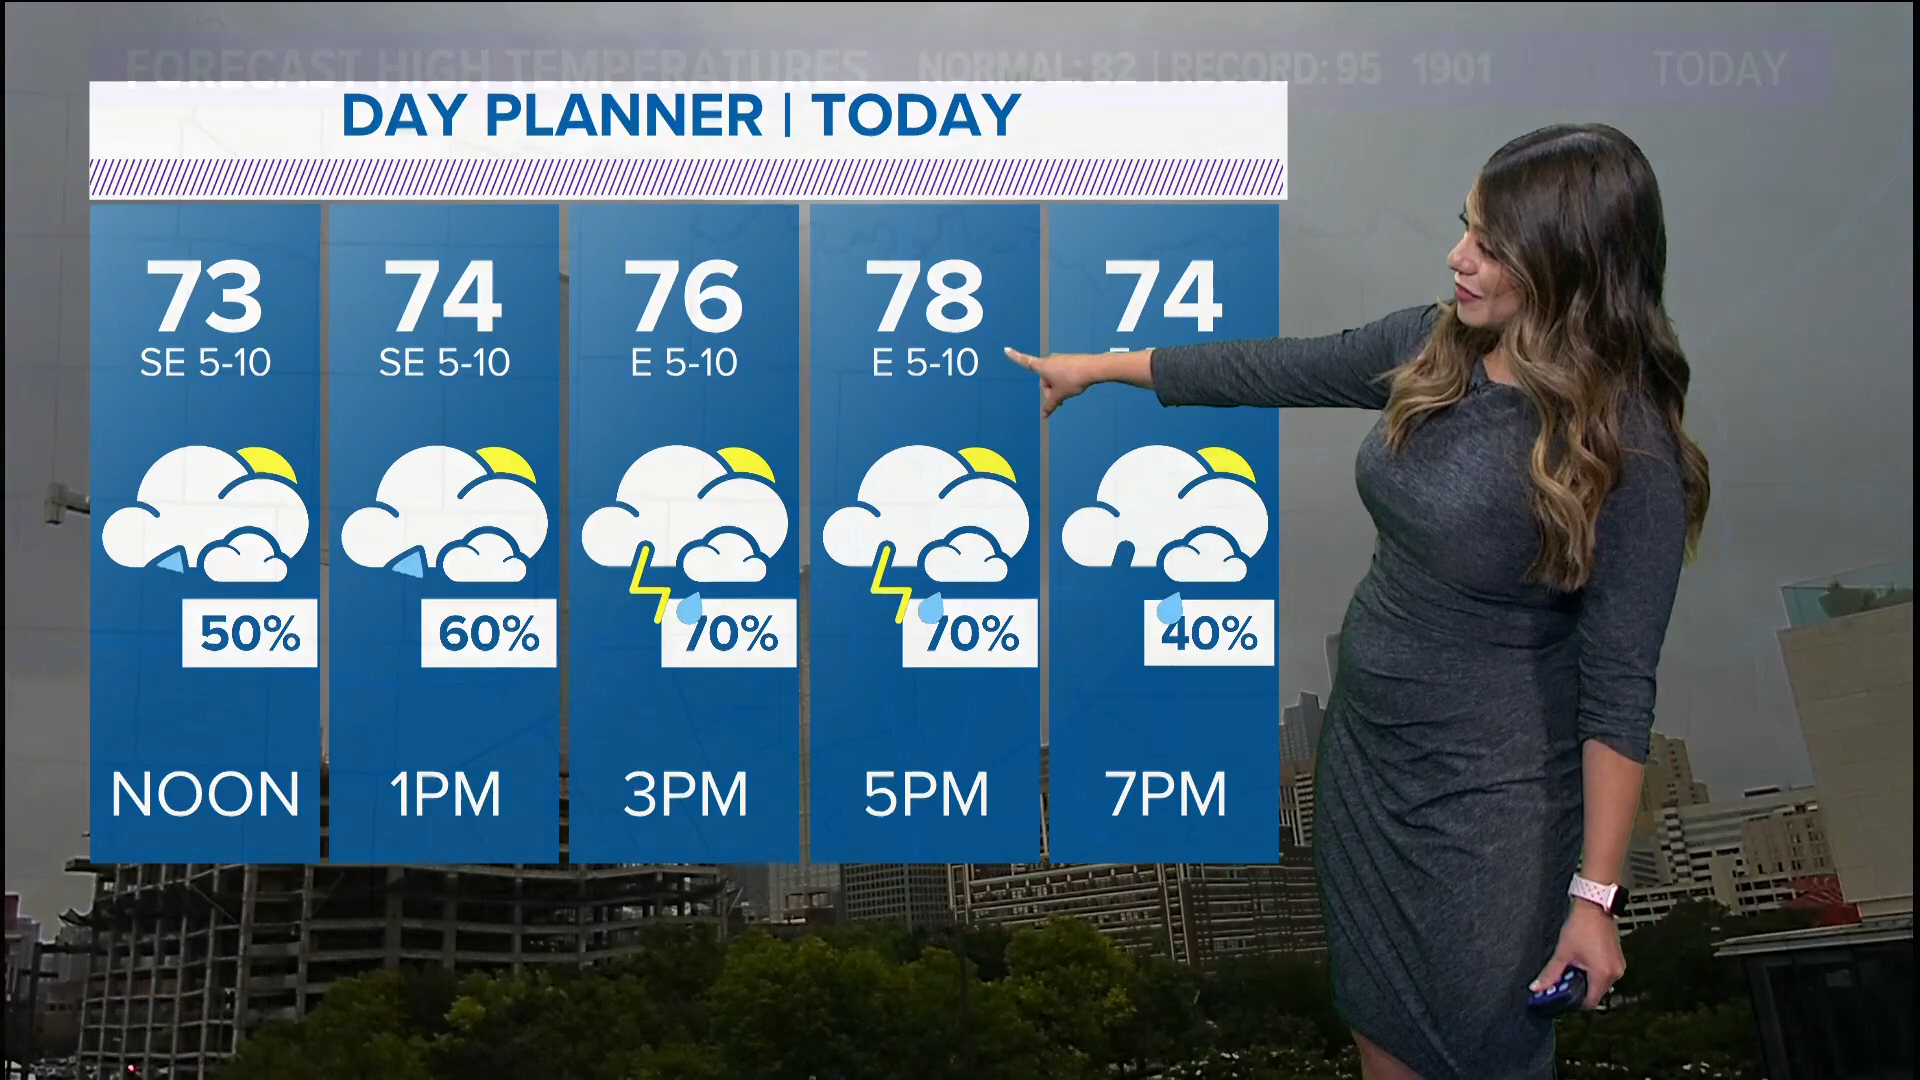 FORECAST HIGH TEMPERATURES NORMAL: 82 | RECORD: 95 1901 TODAY
DAY PLANNER | TODAY
73 74 76 78 74
SE 5-10 SE 5-10 E 5-10 E 5-10
50% 60% 70% 70% 40%
NOON 1PM 3PM 5PM 7PM